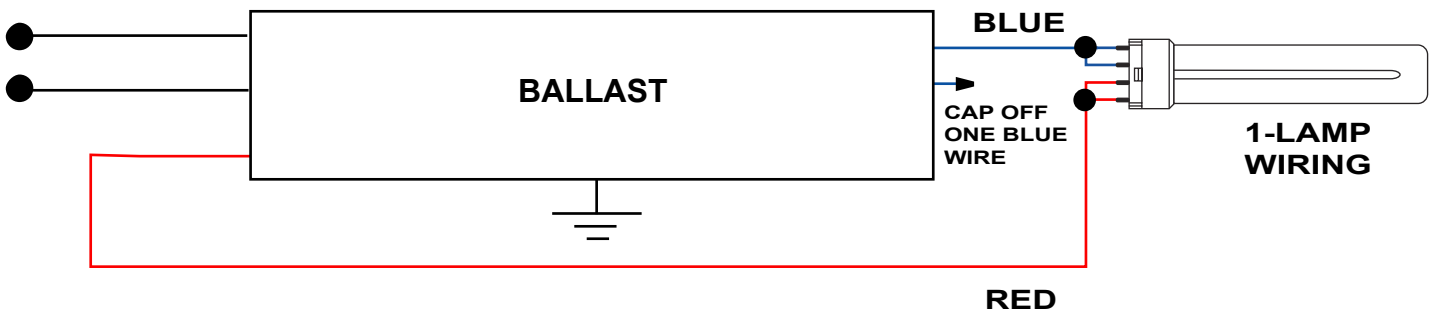 BLUE
BALLAST
CAP OFF
ONE BLUE
WIRE
1-LAMP
WIRING
RED